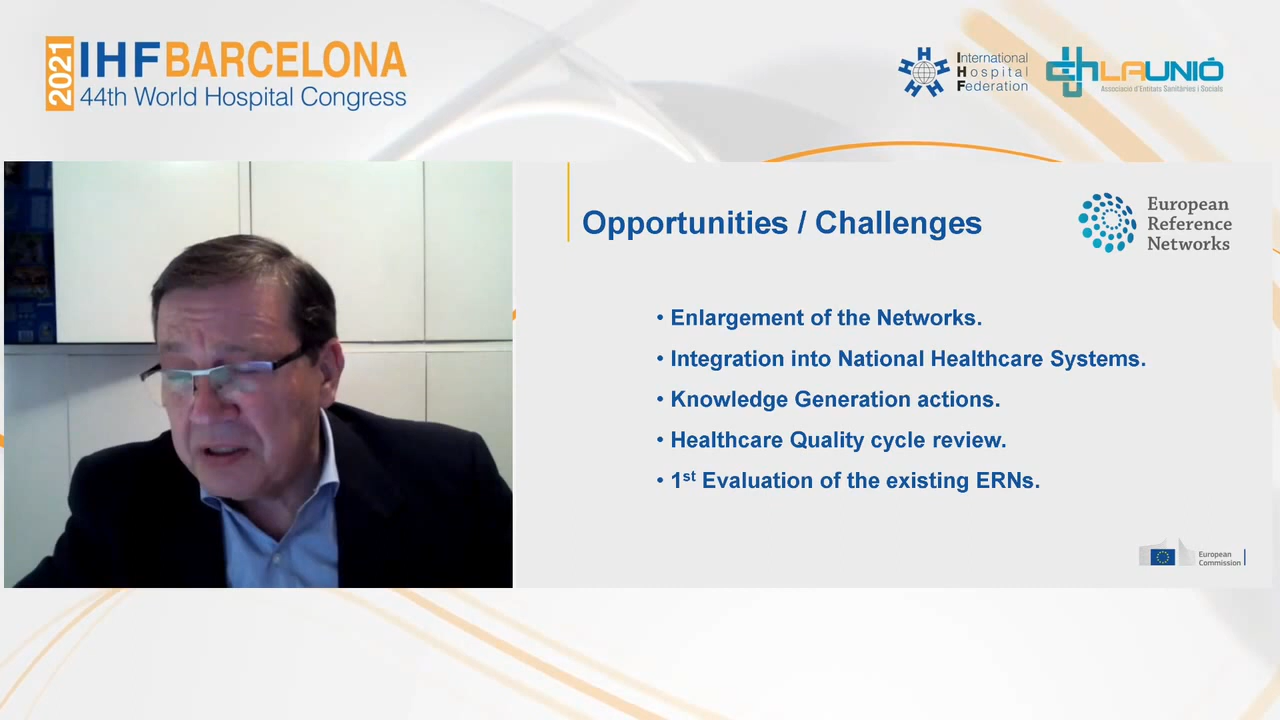 2021
IHF BARCELONA
44th World Hospital Congress
International
Hospital
Federation
LAUNIÓ
Associació d'Entitats Sanitàries i Socials
Opportunities / Challenges
European
Reference
Networks
• Enlargement of the Networks.
• Integration into National Healthcare Systems.
• Knowledge Generation actions.
• Healthcare Quality cycle review.
• 1st Evaluation of the existing ERNs.
European
Commission